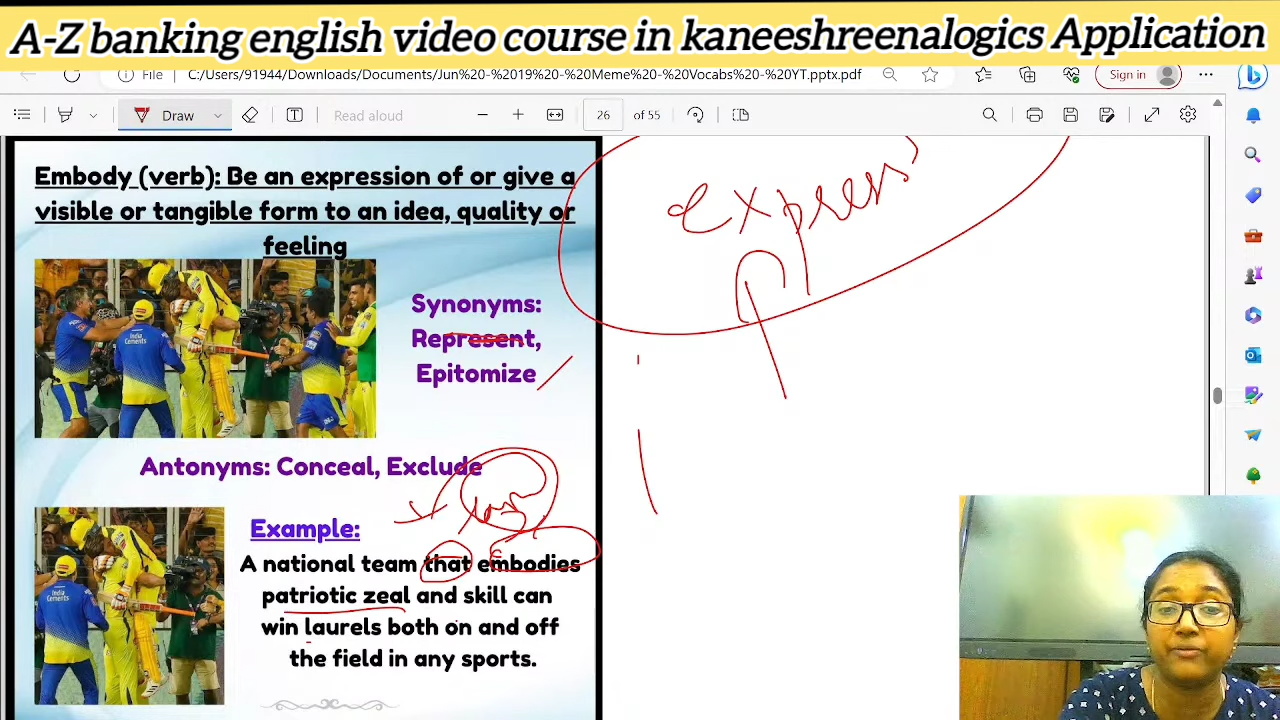 A-Z banking english video course in kaneeshreenalogics Application
File C:/Users/91944/Downloads/Documents/Jun%20-%2019%20-%20Meme%20-%20Vocabs%20-%20YT.pptx.pdf Sign in
Draw Read aloud 26 of 55
Embody (verb): Be an expression of or give a
visible or tangible form to an idea, quality or
feeling
express
Synonyms:
Represent,
Epitomize
Antonyms: Conceal, Exclude
Example:
A national team that embodies
patriotic zeal and skill can
win laurels both on and off
the field in any sports.
India
Cements
India
Cements